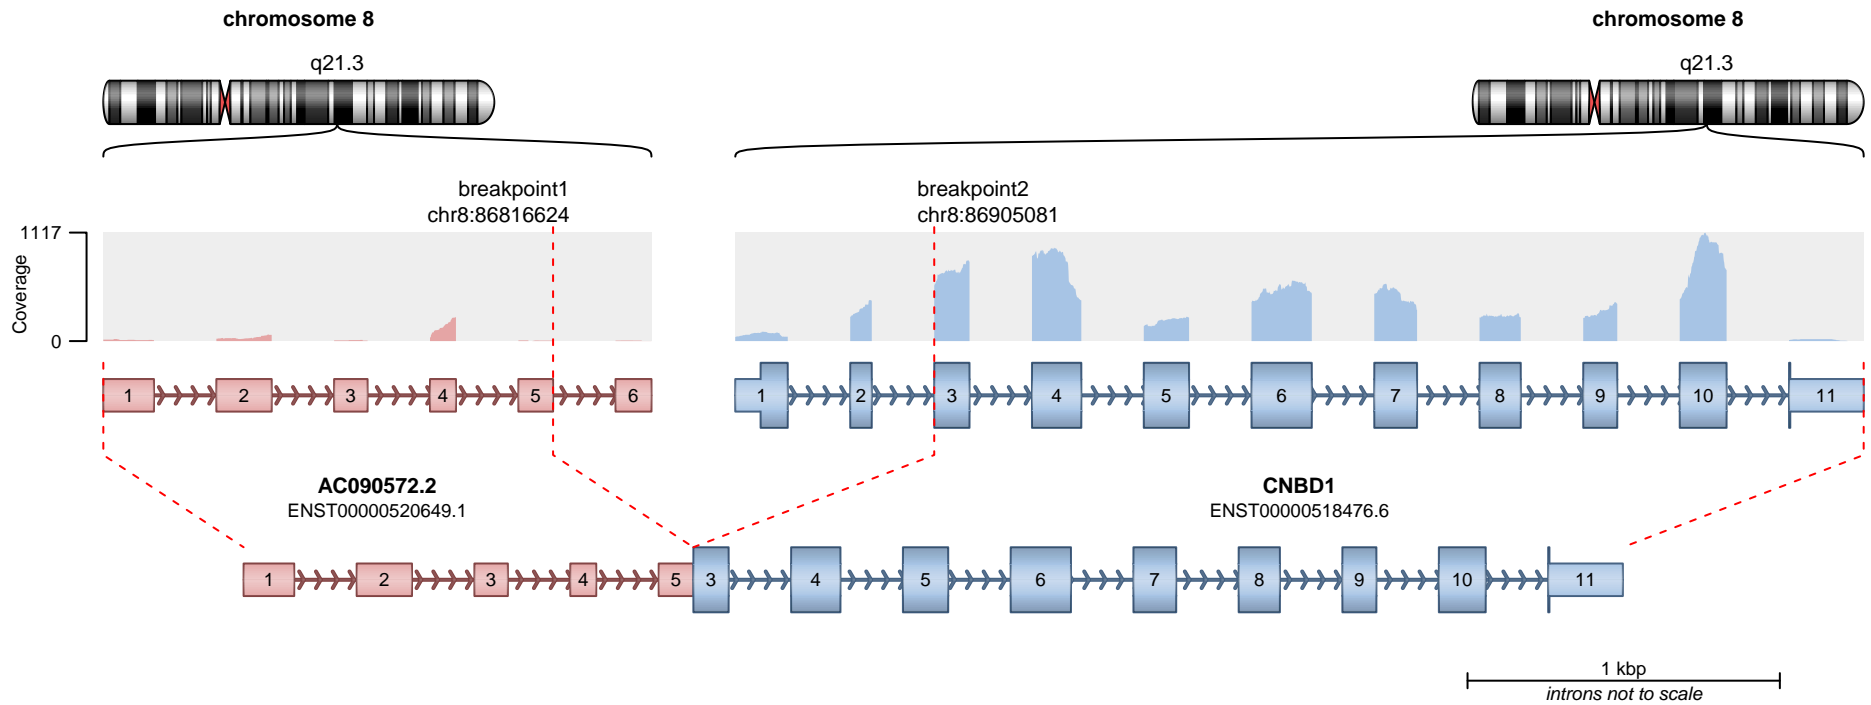 chromosome 8
chromosome 8
q21.3
q21.3
breakpoint1
chr8:86816624
breakpoint2
chr8:86905081
1117
Coverage
0
1 2 3 4 5 6
1 2 3 4 5 6 7 8 9 10 11
AC090572.2
ENST00000520649.1
CNBD1
ENST00000518476.6
1 2 3 4 5 3 4 5 6 7 8 9 10 11
1 kbp
introns not to scale